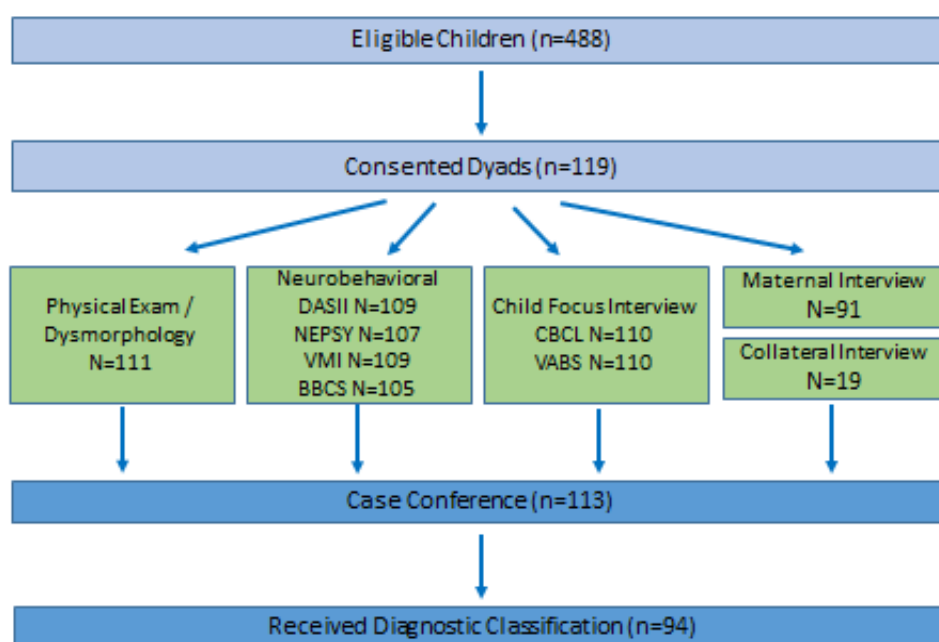 Eligible Children (n=488)
Consented Dyads (n=119)
Physical Exam /
Dysmorphology
N=111
Neurobehavioral
DASII N=109
NEPSY N=107
VMI N=109
BBCS N=105
Child Focus Interview
CBCL N=110
VABS N=110
Maternal Interview
N=91
Collateral Interview
N=19
Case Conference (n=113)
Received Diagnostic Classification (n=94)